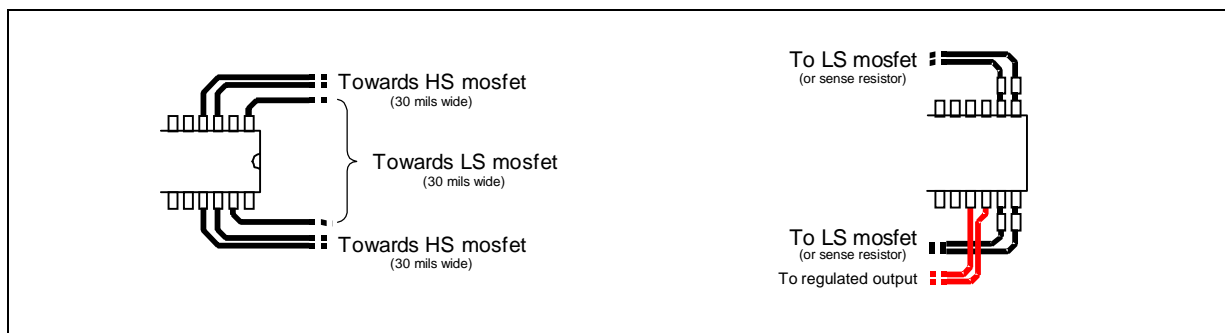 Towards HS mosfet
(30 mils wide)
Towards LS mosfet
(30 mils wide)
Towards HS mosfet
(30 mils wide)
To LS mosfet
(or sense resistor)
To LS mosfet
(or sense resistor)
To regulated output